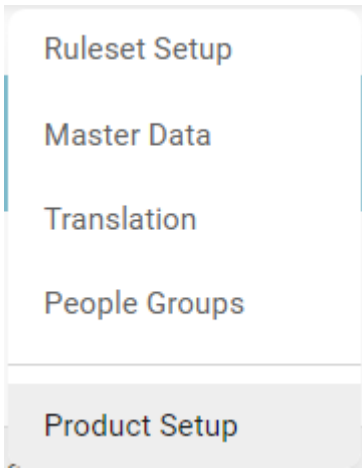 Ruleset Setup
Master Data
Translation
People Groups
Product Setup